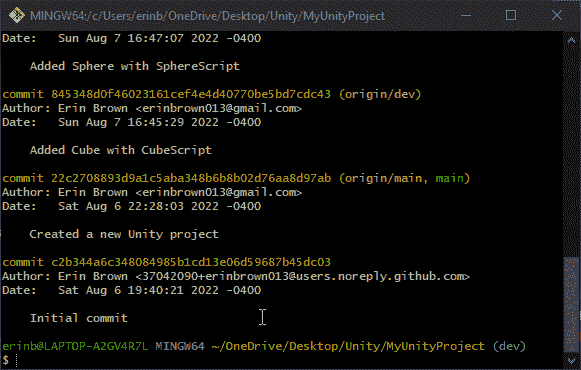 MINGW64:/c/Users/erinb/OneDrive/Desktop/Unity/MyUnityProject
Date:   Sun Aug 7 16:47:07 2022 -0400
Added Sphere with SphereScript
commit 845348d0f46023161cef4e4d40770be5bd7cdc43 (origin/dev)
Author: Erin Brown <erinbrown013@gmail.com>
Date:   Sun Aug 7 16:45:29 2022 -0400
Added Cube with CubeScript
commit 22c2708893d9a1c5aba348b6b8b02d76aa8d97ab (origin/main, main)
Author: Erin Brown <erinbrown013@gmail.com>
Date:   Sat Aug 6 22:28:03 2022 -0400
Created a new Unity project
commit c2b344a6c348084985b1cd13e06d59687b45dc03
Author: Erin Brown <37042090+erinbrown013@users.noreply.github.com>
Date:   Sat Aug 6 19:40:21 2022 -0400
Initial commit
erinb@LAPTOP-A2GV4R7L MINGW64 ~/OneDrive/Desktop/Unity/MyUnityProject (dev)
$